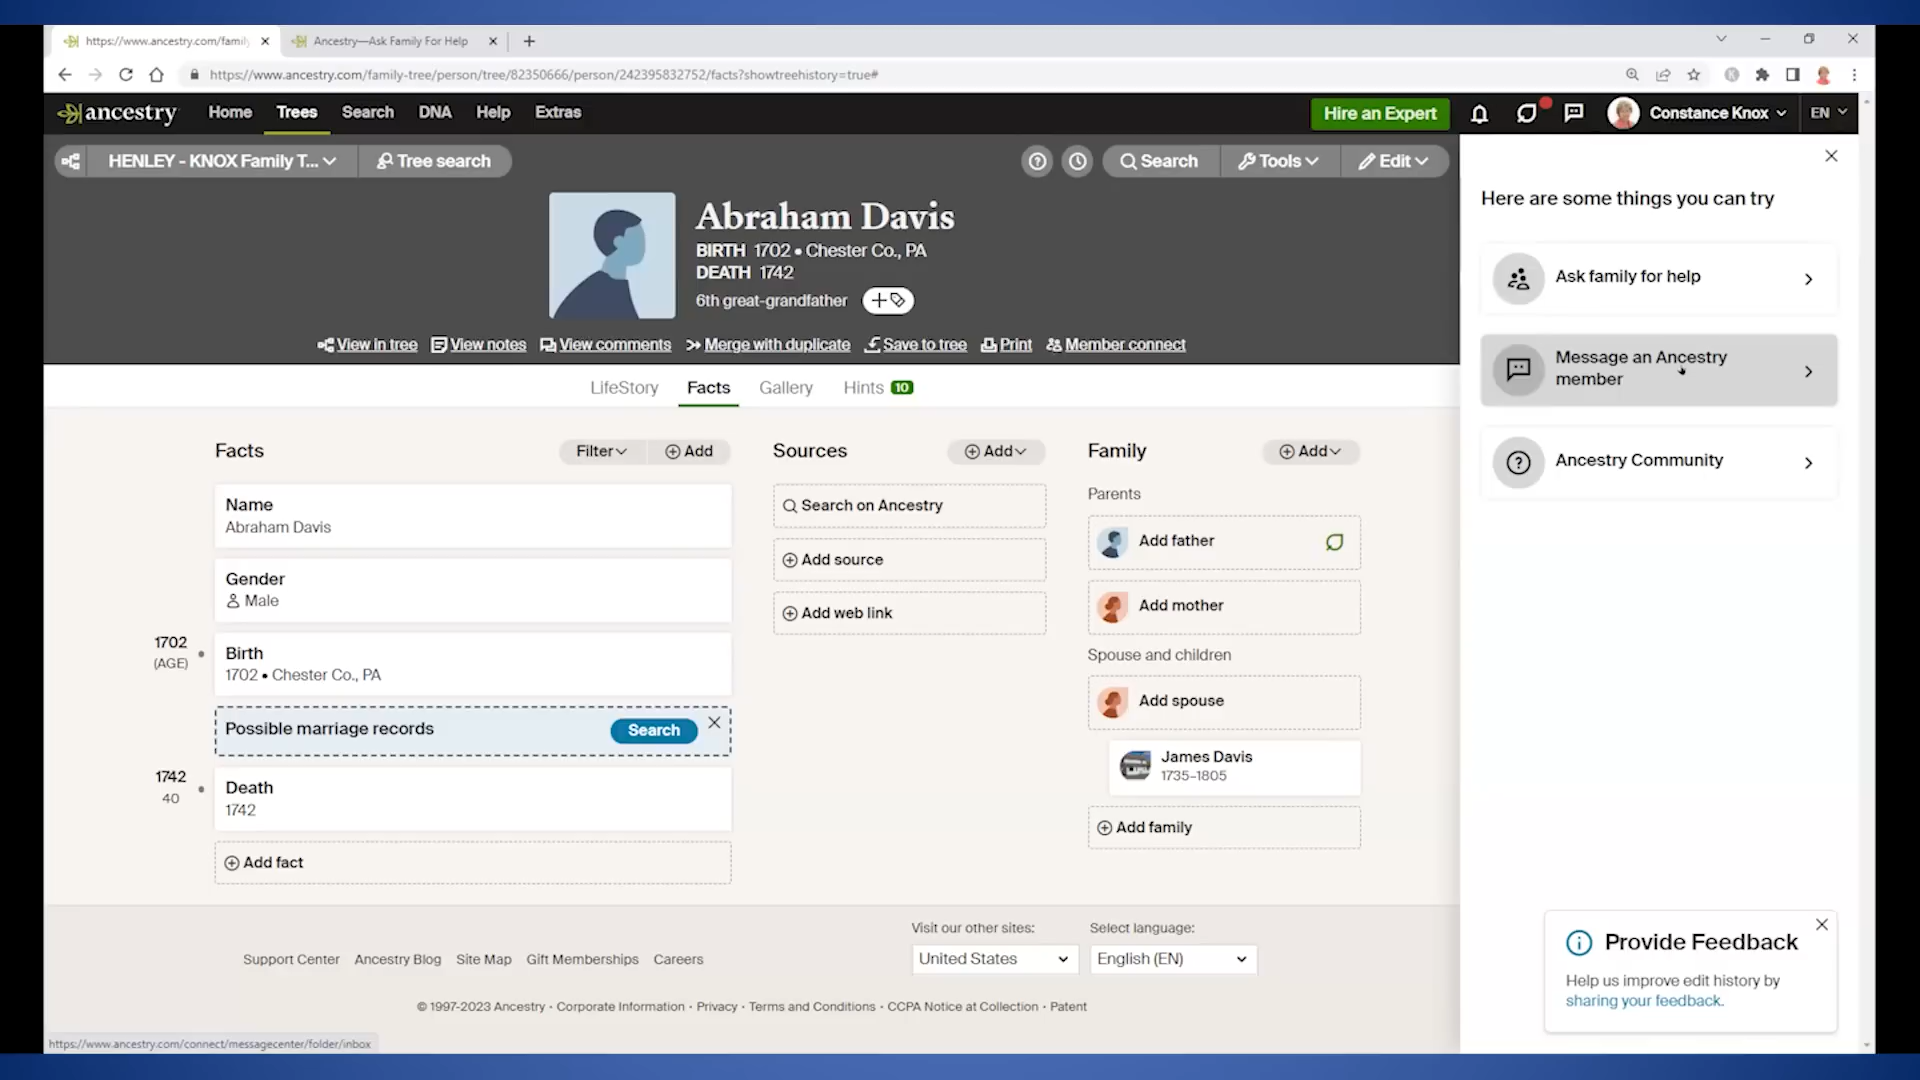 https://www.ancestry.com/famil
Ancestry—Ask Family For Help
https://www.ancestry.com/family-tree/person/tree/82350666/person/242395832752/facts?showtreehistory=true#
ancestry
Home Trees Search DNA Help Extras
Hire an Expert
Constance Knox
EN
HENLEY - KNOX Family T...
Tree search
Search
Tools
Edit
Abraham Davis
BIRTH 1702 • Chester Co., PA
DEATH 1742
6th great-grandfather
View in tree View notes View comments Merge with duplicate Save to tree Print Member connect
LifeStory Facts Gallery Hints 10
Facts
Filter
Add
Name
Abraham Davis
Gender
Male
1702
(AGE)
Birth
1702 • Chester Co., PA
Possible marriage records
Search
1742
40
Death
1742
Add fact
Sources
Add
Search on Ancestry
Add source
Add web link
Family
Add
Parents
Add father
Add mother
Spouse and children
Add spouse
James Davis
1735–1805
Add family
Here are some things you can try
Ask family for help
Message an Ancestry
member
Ancestry Community
Provide Feedback
Help us improve edit history by
sharing your feedback.
Visit our other sites:
United States
Select language:
English (EN)
Support Center Ancestry Blog Site Map Gift Memberships Careers
© 1997-2023 Ancestry · Corporate Information · Privacy · Terms and Conditions · CCPA Notice at Collection · Patent
https://www.ancestry.com/connect/messagecenter/folder/inbox